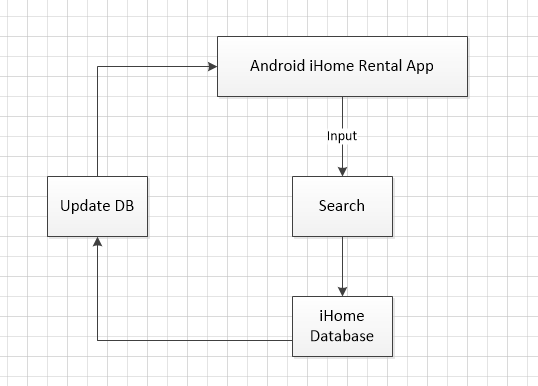 Android iHome Rental App
Input
Update DB
Search
iHome
Database